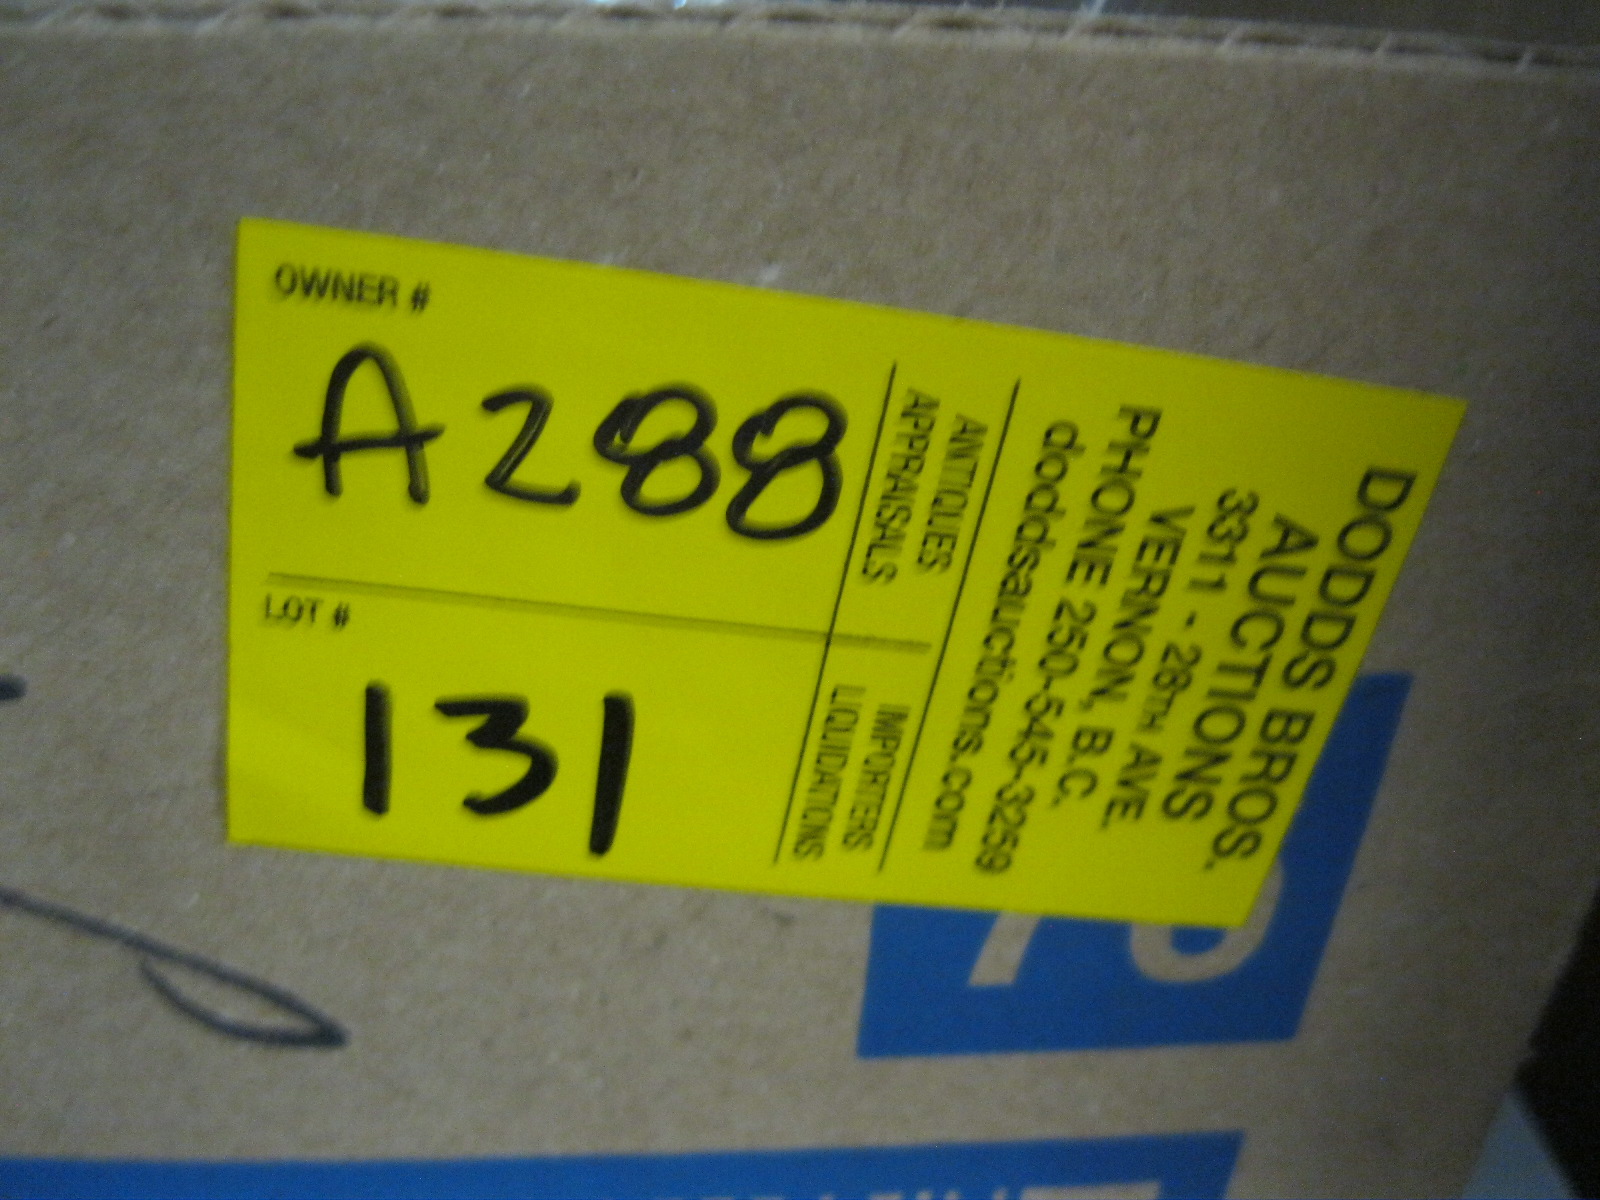 OWNER #
A288
LOT #
131
DODDS BROS.
AUCTIONS
3311 - 28TH AVE.
VERNON, B.C.
PHONE 250-545-3259
doddsauctions.com
ANTIQUES IMPORTERS
APPRAISALS LIQUIDATIONS